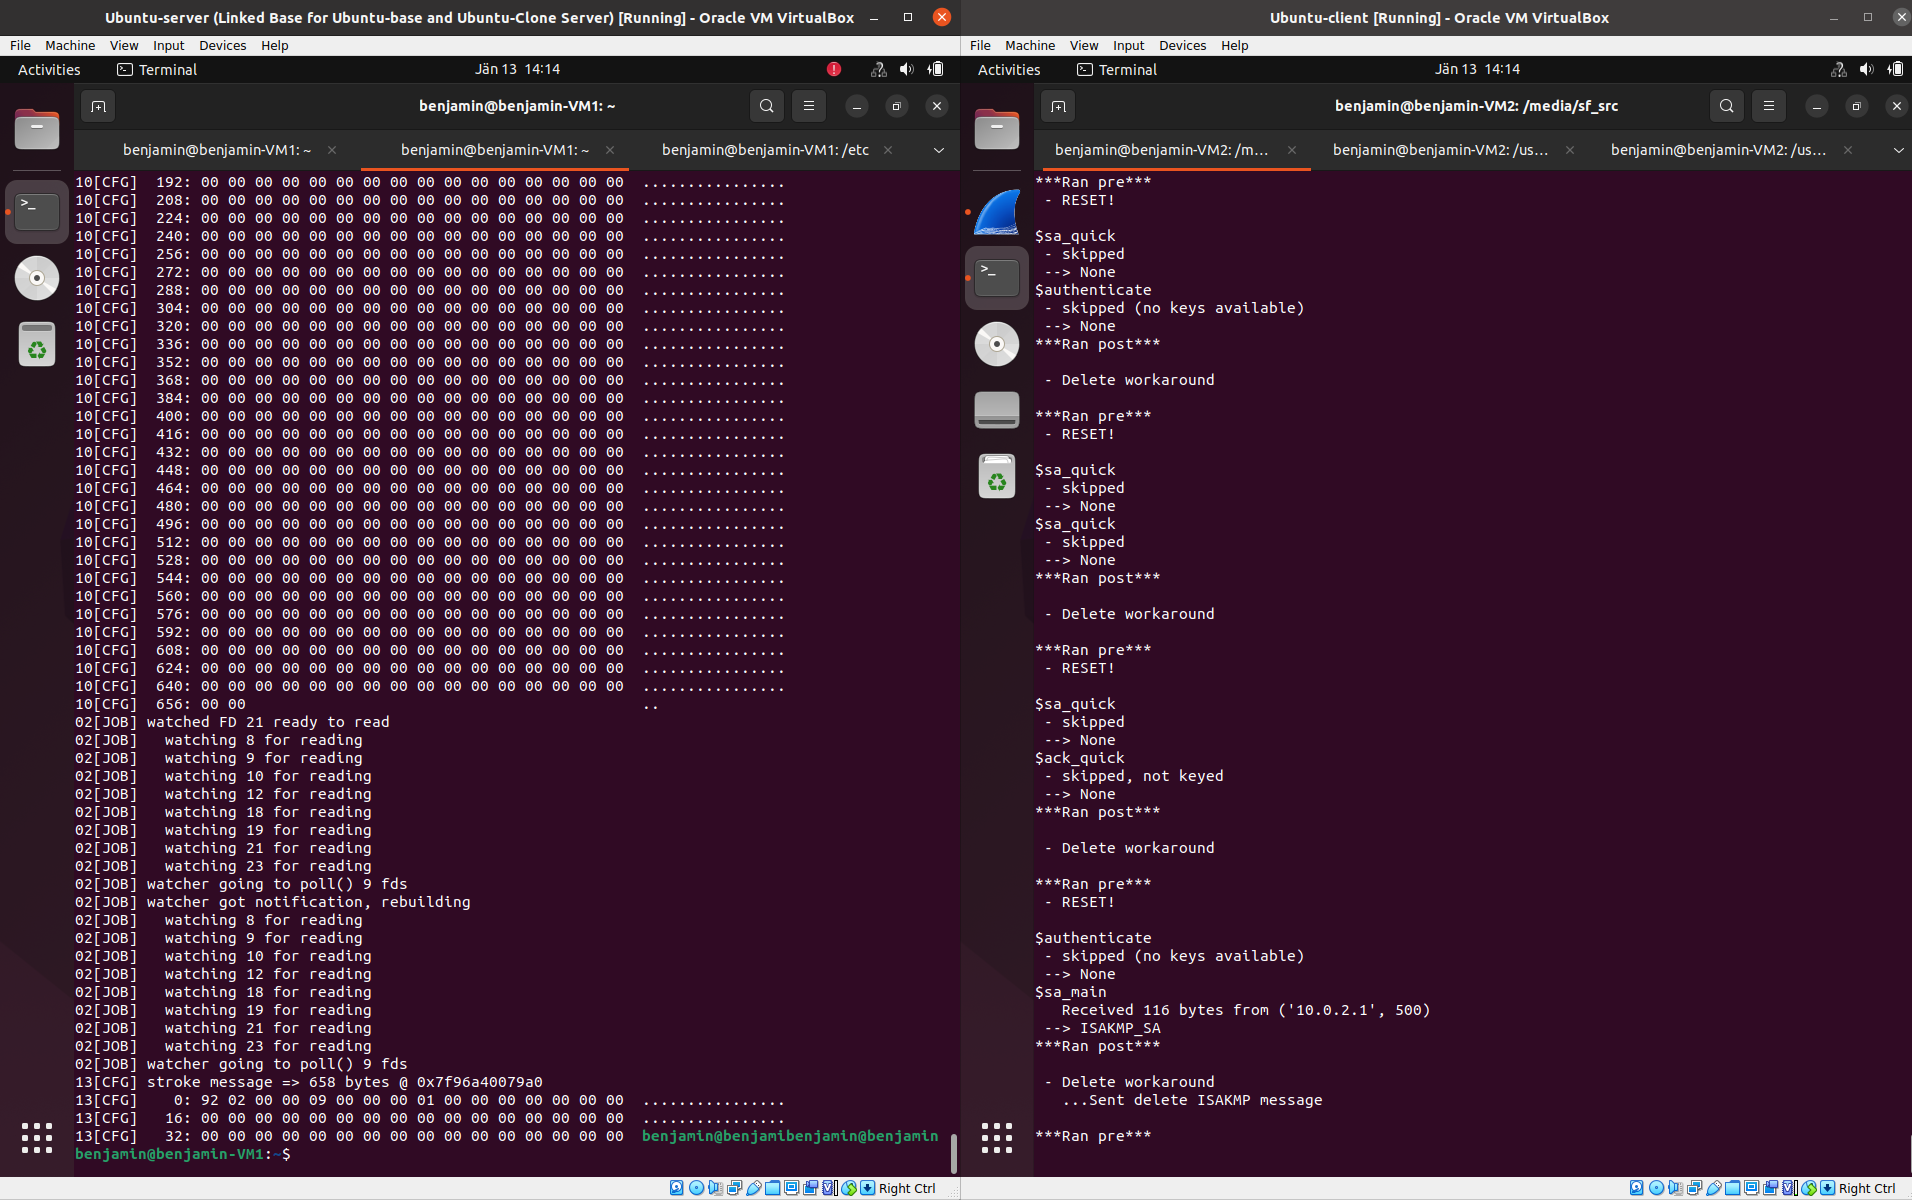 Ubuntu-server (Linked Base for Ubuntu-base and Ubuntu-Clone Server) [Running] - Oracle VM VirtualBox
File Machine View Input Devices Help
Activities Terminal Jän 13 14:14
benjamin@benjamin-VM1: ~
benjamin@benjamin-VM1: ~ benjamin@benjamin-VM1: ~ benjamin@benjamin-VM1: /etc
10[CFG]  192: 00 00 00 00 00 00 00 00 00 00 00 00 00 00 00 00  ................
10[CFG]  208: 00 00 00 00 00 00 00 00 00 00 00 00 00 00 00 00  ................
10[CFG]  224: 00 00 00 00 00 00 00 00 00 00 00 00 00 00 00 00  ................
10[CFG]  240: 00 00 00 00 00 00 00 00 00 00 00 00 00 00 00 00  ................
10[CFG]  256: 00 00 00 00 00 00 00 00 00 00 00 00 00 00 00 00  ................
10[CFG]  272: 00 00 00 00 00 00 00 00 00 00 00 00 00 00 00 00  ................
10[CFG]  288: 00 00 00 00 00 00 00 00 00 00 00 00 00 00 00 00  ................
10[CFG]  304: 00 00 00 00 00 00 00 00 00 00 00 00 00 00 00 00  ................
10[CFG]  320: 00 00 00 00 00 00 00 00 00 00 00 00 00 00 00 00  ................
10[CFG]  336: 00 00 00 00 00 00 00 00 00 00 00 00 00 00 00 00  ................
10[CFG]  352: 00 00 00 00 00 00 00 00 00 00 00 00 00 00 00 00  ................
10[CFG]  368: 00 00 00 00 00 00 00 00 00 00 00 00 00 00 00 00  ................
10[CFG]  384: 00 00 00 00 00 00 00 00 00 00 00 00 00 00 00 00  ................
10[CFG]  400: 00 00 00 00 00 00 00 00 00 00 00 00 00 00 00 00  ................
10[CFG]  416: 00 00 00 00 00 00 00 00 00 00 00 00 00 00 00 00  ................
10[CFG]  432: 00 00 00 00 00 00 00 00 00 00 00 00 00 00 00 00  ................
10[CFG]  448: 00 00 00 00 00 00 00 00 00 00 00 00 00 00 00 00  ................
10[CFG]  464: 00 00 00 00 00 00 00 00 00 00 00 00 00 00 00 00  ................
10[CFG]  480: 00 00 00 00 00 00 00 00 00 00 00 00 00 00 00 00  ................
10[CFG]  496: 00 00 00 00 00 00 00 00 00 00 00 00 00 00 00 00  ................
10[CFG]  512: 00 00 00 00 00 00 00 00 00 00 00 00 00 00 00 00  ................
10[CFG]  528: 00 00 00 00 00 00 00 00 00 00 00 00 00 00 00 00  ................
10[CFG]  544: 00 00 00 00 00 00 00 00 00 00 00 00 00 00 00 00  ................
10[CFG]  560: 00 00 00 00 00 00 00 00 00 00 00 00 00 00 00 00  ................
10[CFG]  576: 00 00 00 00 00 00 00 00 00 00 00 00 00 00 00 00  ................
10[CFG]  592: 00 00 00 00 00 00 00 00 00 00 00 00 00 00 00 00  ................
10[CFG]  608: 00 00 00 00 00 00 00 00 00 00 00 00 00 00 00 00  ................
10[CFG]  624: 00 00 00 00 00 00 00 00 00 00 00 00 00 00 00 00  ................
10[CFG]  640: 00 00 00 00 00 00 00 00 00 00 00 00 00 00 00 00  ................
10[CFG]  656: 00 00  ..
02[JOB] watched FD 21 ready to read
02[JOB]   watching 8 for reading
02[JOB]   watching 9 for reading
02[JOB]   watching 10 for reading
02[JOB]   watching 12 for reading
02[JOB]   watching 18 for reading
02[JOB]   watching 19 for reading
02[JOB]   watching 21 for reading
02[JOB]   watching 23 for reading
02[JOB] watcher going to poll() 9 fds
02[JOB] watcher got notification, rebuilding
02[JOB]   watching 8 for reading
02[JOB]   watching 9 for reading
02[JOB]   watching 10 for reading
02[JOB]   watching 12 for reading
02[JOB]   watching 18 for reading
02[JOB]   watching 19 for reading
02[JOB]   watching 21 for reading
02[JOB]   watching 23 for reading
02[JOB] watcher going to poll() 9 fds
13[CFG] stroke message => 658 bytes @ 0x7f96a40079a0
13[CFG]    0: 92 02 00 00 09 00 00 00 01 00 00 00 00 00 00 00  ................
13[CFG]   16: 00 00 00 00 00 00 00 00 00 00 00 00 00 00 00 00  ................
13[CFG]   32: 00 00 00 00 00 00 00 00 00 00 00 00 00 00 00 00  benjamin@benjamibenjamin@benjamin
benjamin@benjamin-VM1:~$
Right Ctrl
Ubuntu-client [Running] - Oracle VM VirtualBox
File Machine View Input Devices Help
Activities Terminal Jän 13 14:14
benjamin@benjamin-VM2: /media/sf_src
benjamin@benjamin-VM2: /m... benjamin@benjamin-VM2: /us... benjamin@benjamin-VM2: /us...
***Ran pre***
 - RESET!
$sa_quick
 - skipped
 --> None
$authenticate
 - skipped (no keys available)
 --> None
***Ran post***
 - Delete workaround
***Ran pre***
 - RESET!
$sa_quick
 - skipped
 --> None
$sa_quick
 - skipped
 --> None
***Ran post***
 - Delete workaround
***Ran pre***
 - RESET!
$sa_quick
 - skipped
 --> None
$ack_quick
 - skipped, not keyed
 --> None
***Ran post***
 - Delete workaround
***Ran pre***
 - RESET!
$authenticate
 - skipped (no keys available)
 --> None
$sa_main
   Received 116 bytes from ('10.0.2.1', 500)
 --> ISAKMP_SA
***Ran post***
 - Delete workaround
   ...Sent delete ISAKMP message
***Ran pre***
Right Ctrl